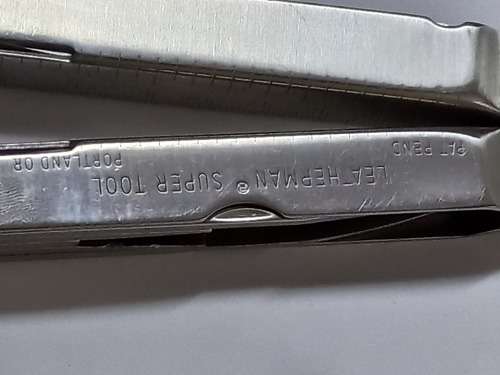 PAT PEND
LEATHERMAN ® SUPER TOOL
PORTLAND OR